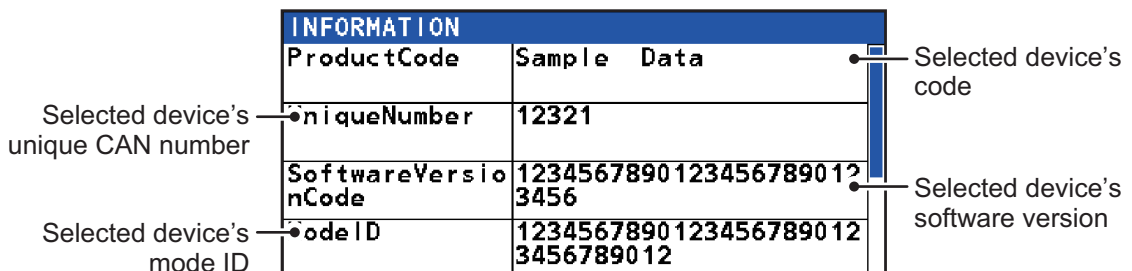 INFORMATION
ProductCode
Sample Data
Selected device's
code
Selected device's
unique CAN number
UniqueNumber
12321
SoftwareVersio
nCode
1234567890123456789012
3456
Selected device's
software version
Selected device's
mode ID
ModeID
1234567890123456789012
3456789012